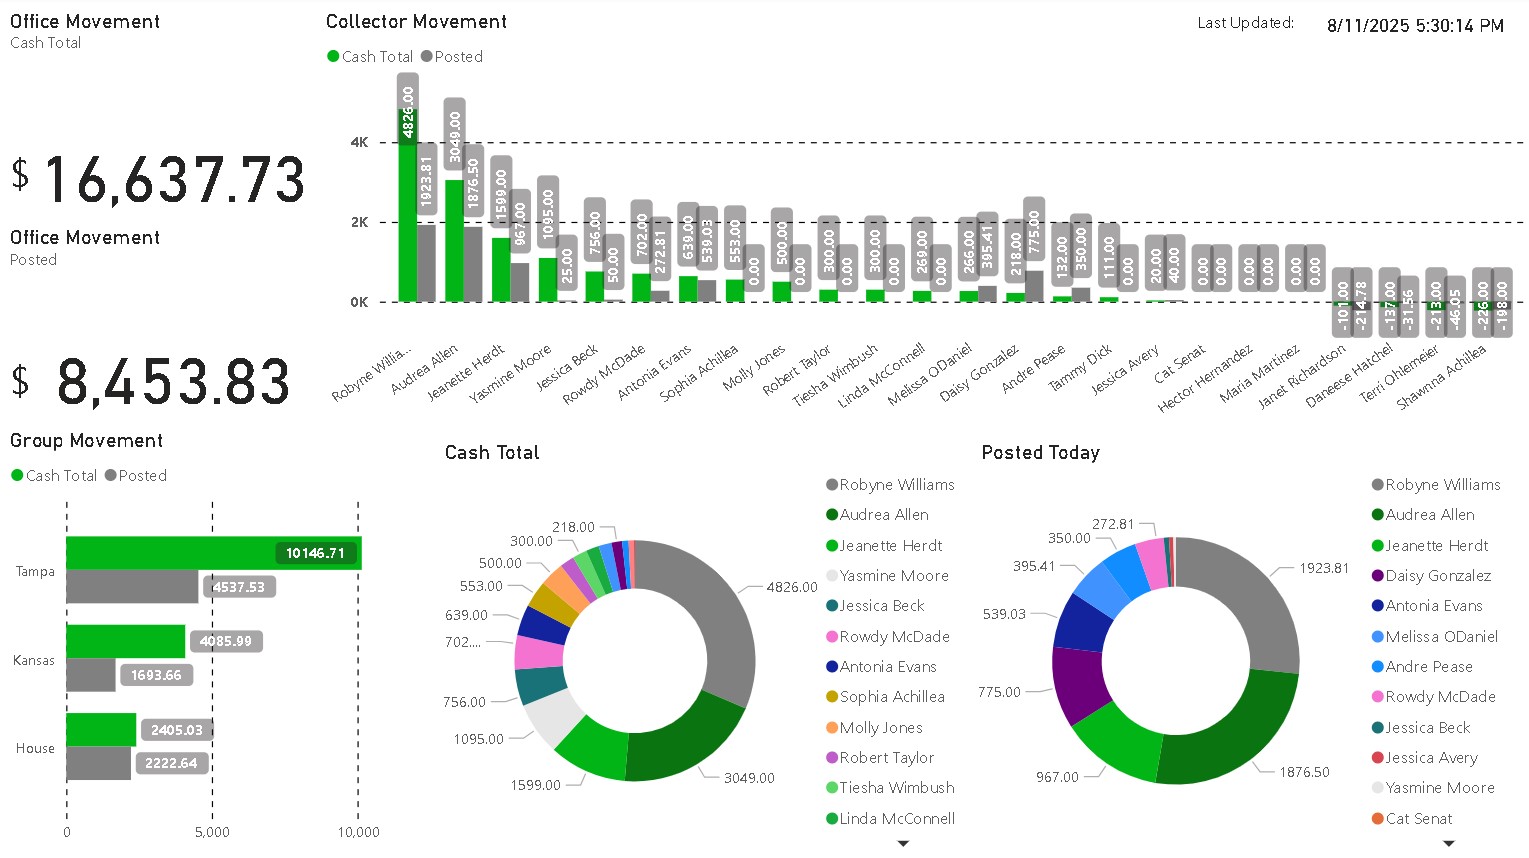 Office Movement
Cash Total
$ 16,637.73
Office Movement
Posted
$ 8,453.83
Collector Movement
Last Updated: 8/11/2025 5:30:14 PM
Cash Total Posted
4K
2K
0K
4826.00
1923.81
3049.00
1876.50
1599.00
967.00
1095.00
25.00
756.00
50.00
702.00
272.81
639.00
539.03
553.00
0.00
500.00
0.00
300.00
0.00
300.00
0.00
269.00
0.00
266.00
395.41
218.00
775.00
132.00
350.00
111.00
0.00
20.00
40.00
0.00
0.00
0.00
0.00
0.00
0.00
-101.00
-214.78
-137.00
-31.56
-213.00
-46.05
-226.00
-198.00
Robyne Willia...
Audrea Allen
Jeanette Herdt
Yasmine Moore
Jessica Beck
Rowdy McDade
Antonia Evans
Sophia Achillea
Molly Jones
Robert Taylor
Tiesha Wimbush
Linda McConnell
Melissa ODaniel
Daisy Gonzalez
Andre Pease
Tammy Dick
Jessica Avery
Cat Senat
Hector Hernandez
Maria Martinez
Janet Richardson
Daneese Hatchel
Terri Ohlemeier
Shawnna Achillea
Group Movement
Cash Total Posted
Tampa
10146.71
4537.53
Kansas
4085.99
1693.66
House
2405.03
2222.64
0 5,000 10,000
Cash Total
218.00
300.00
500.00
553.00
639.00
702....
756.00
1095.00
1599.00
3049.00
4826.00
Robyne Williams
Audrea Allen
Jeanette Herdt
Yasmine Moore
Jessica Beck
Rowdy McDade
Antonia Evans
Sophia Achillea
Molly Jones
Robert Taylor
Tiesha Wimbush
Linda McConnell
Posted Today
272.81
350.00
395.41
539.03
775.00
967.00
1876.50
1923.81
Robyne Williams
Audrea Allen
Jeanette Herdt
Daisy Gonzalez
Antonia Evans
Melissa ODaniel
Andre Pease
Rowdy McDade
Jessica Beck
Jessica Avery
Yasmine Moore
Cat Senat